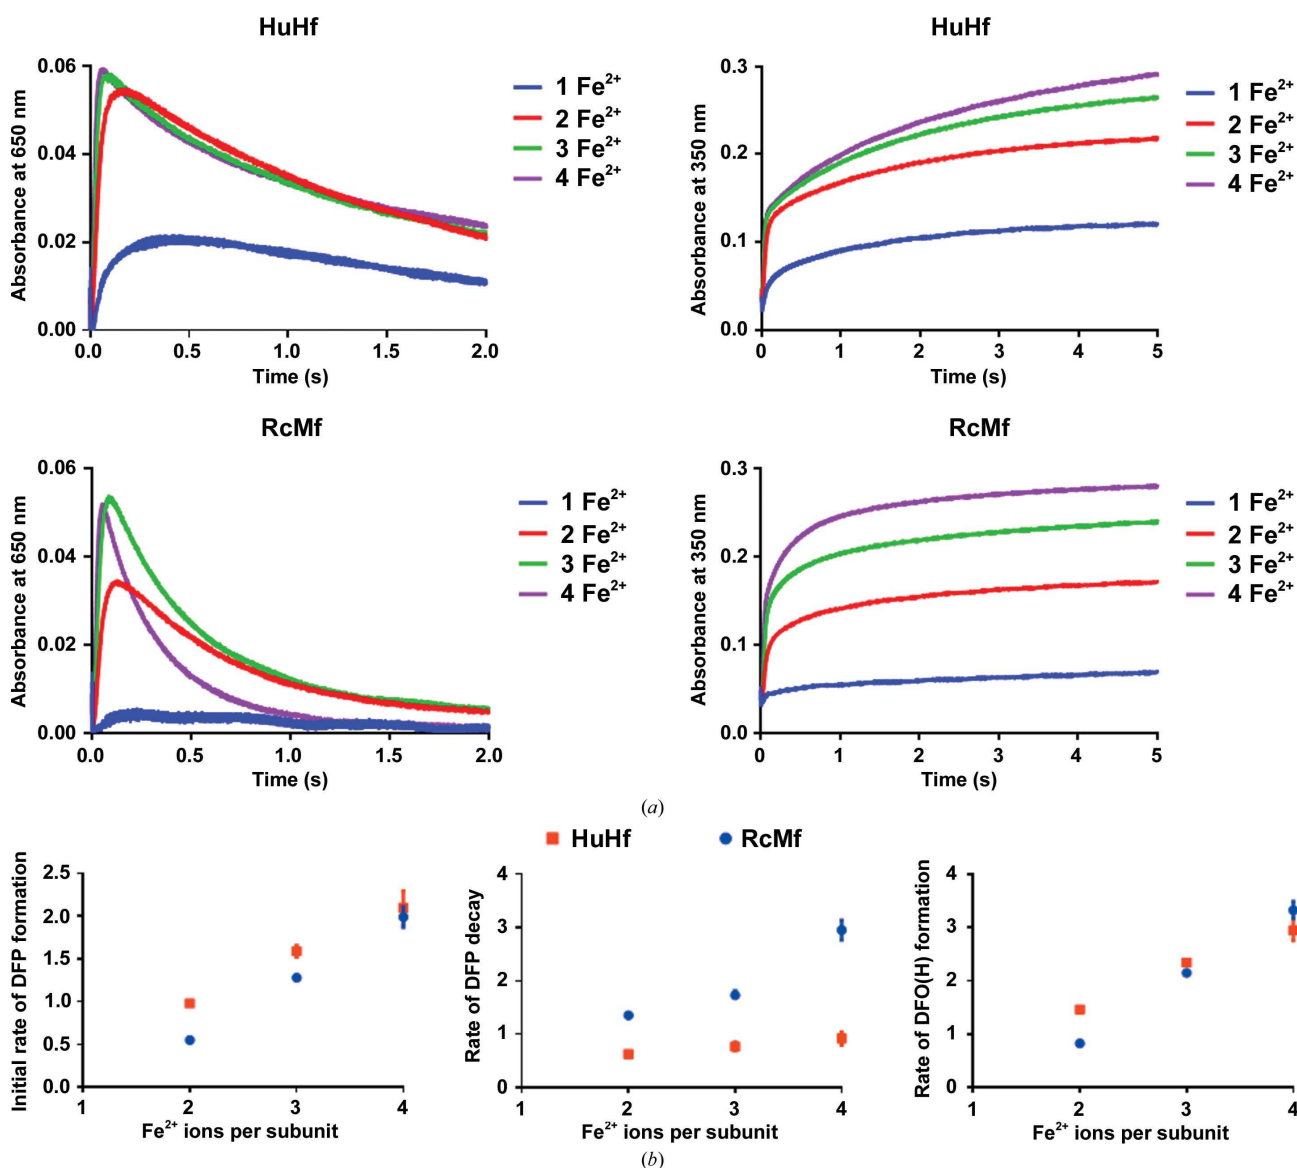 HuHf
Absorbance at 650 nm
0.06
0.04
0.02
0.00
0.0 0.5 1.0 1.5 2.0
Time (s)
1 Fe²⁺
2 Fe²⁺
3 Fe²⁺
4 Fe²⁺
HuHf
Absorbance at 350 nm
0.3
0.2
0.1
0.0
0 1 2 3 4 5
Time (s)
1 Fe²⁺
2 Fe²⁺
3 Fe²⁺
4 Fe²⁺
RcMf
Absorbance at 650 nm
0.06
0.04
0.02
0.00
0.0 0.5 1.0 1.5 2.0
Time (s)
1 Fe²⁺
2 Fe²⁺
3 Fe²⁺
4 Fe²⁺
RcMf
Absorbance at 350 nm
0.3
0.2
0.1
0.0
0 1 2 3 4 5
Time (s)
1 Fe²⁺
2 Fe²⁺
3 Fe²⁺
4 Fe²⁺
(a)
HuHf RcMf
Initial rate of DFP formation
2.5
2.0
1.5
1.0
0.5
0.0
1 2 3 4
Fe²⁺ ions per subunit
Rate of DFP decay
4
3
2
1
0
1 2 3 4
Fe²⁺ ions per subunit
Rate of DFO(H) formation
4
3
2
1
0
1 2 3 4
Fe²⁺ ions per subunit
(b)